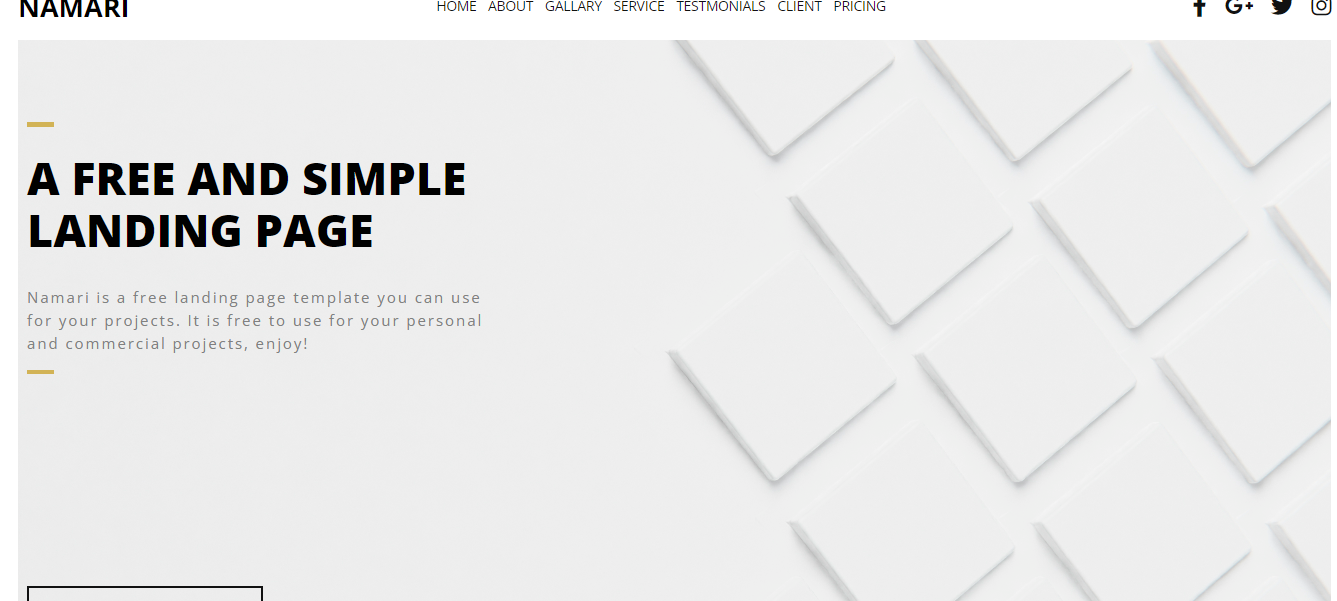 NAMARI
HOME ABOUT GALLARY SERVICE TESTMONIALS CLIENT PRICING
A FREE AND SIMPLE
LANDING PAGE
Namari is a free landing page template you can use
for your projects. It is free to use for your personal
and commercial projects, enjoy!